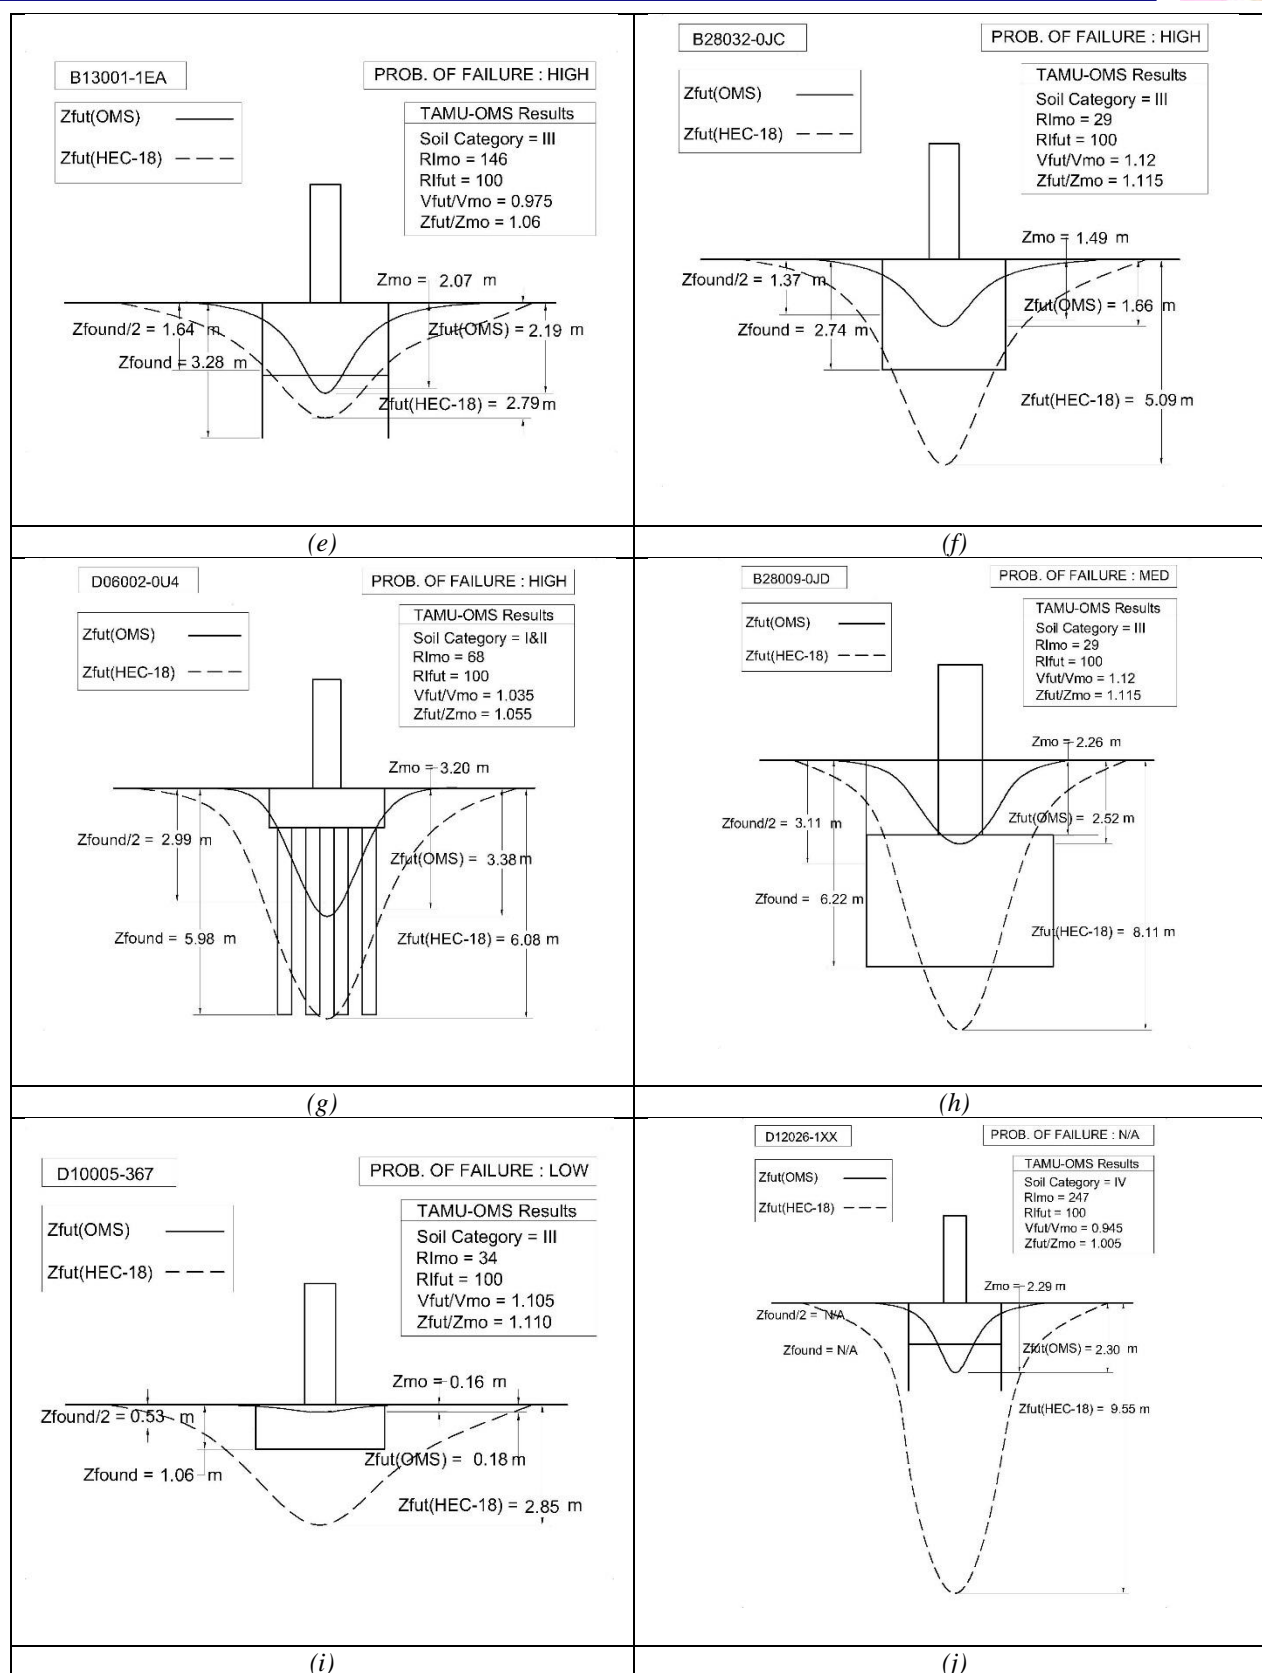 B13001-1EA
PROB. OF FAILURE : HIGH
Zfut(OMS)
Zfut(HEC-18)
TAMU-OMS Results
Soil Category = III
RImo = 146
RIfut = 100
Vfut/Vmo = 0.975
Zfut/Zmo = 1.06
Zmo = 2.07 m
Zfound/2 = 1.64 m
Zfut(OMS) = 2.19 m
Zfound = 3.28 m
Zfut(HEC-18) = 2.79 m
(e)
B28032-0JC
PROB. OF FAILURE : HIGH
Zfut(OMS)
Zfut(HEC-18)
TAMU-OMS Results
Soil Category = III
RImo = 29
RIfut = 100
Vfut/Vmo = 1.12
Zfut/Zmo = 1.115
Zmo = 1.49 m
Zfound/2 = 1.37 m
Zfut(OMS) = 1.66 m
Zfound = 2.74 m
Zfut(HEC-18) = 5.09 m
(f)
D06002-0U4
PROB. OF FAILURE : HIGH
Zfut(OMS)
Zfut(HEC-18)
TAMU-OMS Results
Soil Category = I&II
RImo = 68
RIfut = 100
Vfut/Vmo = 1.035
Zfut/Zmo = 1.055
Zmo = 3.20 m
Zfound/2 = 2.99 m
Zfut(OMS) = 3.38 m
Zfound = 5.98 m
Zfut(HEC-18) = 6.08 m
(g)
B28009-0JD
PROB. OF FAILURE : MED
Zfut(OMS)
Zfut(HEC-18)
TAMU-OMS Results
Soil Category = III
RImo = 29
RIfut = 100
Vfut/Vmo = 1.12
Zfut/Zmo = 1.115
Zmo = 2.26 m
Zfound/2 = 3.11 m
Zfut(OMS) = 2.52 m
Zfound = 6.22 m
Zfut(HEC-18) = 8.11 m
(h)
D10005-367
PROB. OF FAILURE : LOW
Zfut(OMS)
Zfut(HEC-18)
TAMU-OMS Results
Soil Category = III
RImo = 34
RIfut = 100
Vfut/Vmo = 1.105
Zfut/Zmo = 1.110
Zmo = 0.16 m
Zfound/2 = 0.53 m
Zfut(OMS) = 0.18 m
Zfound = 1.06 m
Zfut(HEC-18) = 2.85 m
(i)
D12026-1XX
PROB. OF FAILURE : N/A
Zfut(OMS)
Zfut(HEC-18)
TAMU-OMS Results
Soil Category = IV
RImo = 247
RIfut = 100
Vfut/Vmo = 0.945
Zfut/Zmo = 1.005
Zmo = 2.29 m
Zfound/2 = N/A
Zfound = N/A
Zfut(OMS) = 2.30 m
Zfut(HEC-18) = 9.55 m
(j)